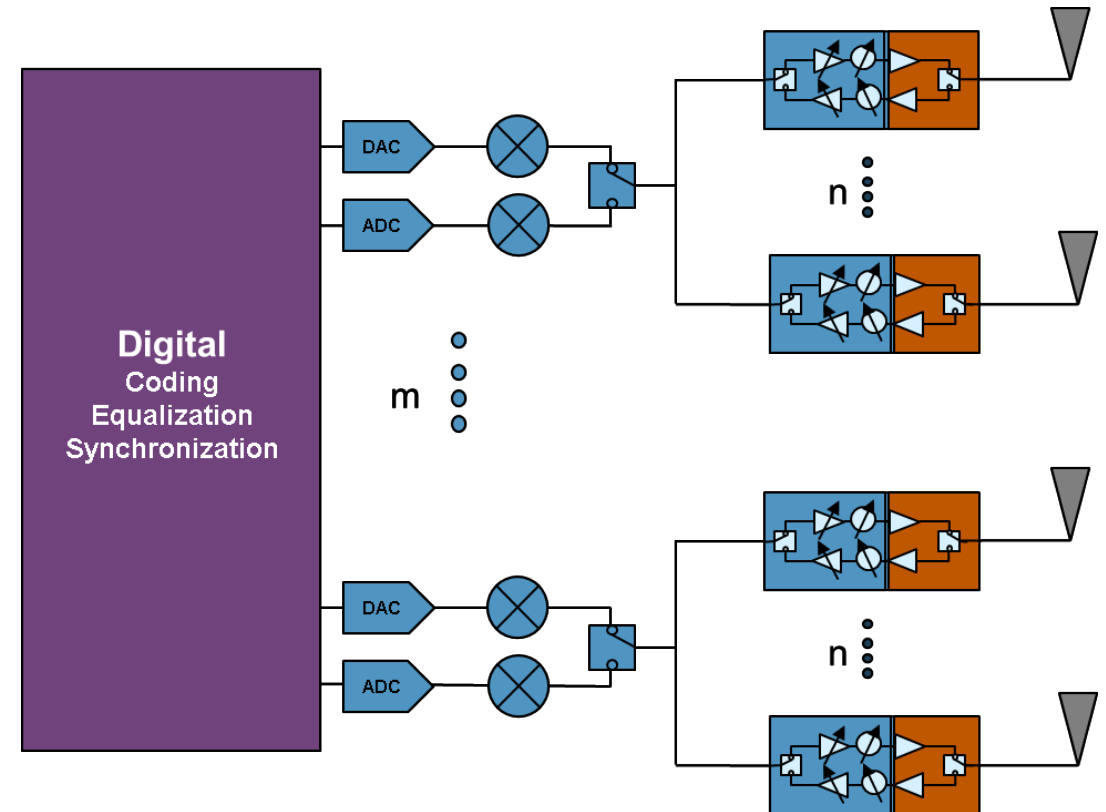 DAC
ADC
n
Digital
Coding
Equalization
Synchronization
m
DAC
ADC
n